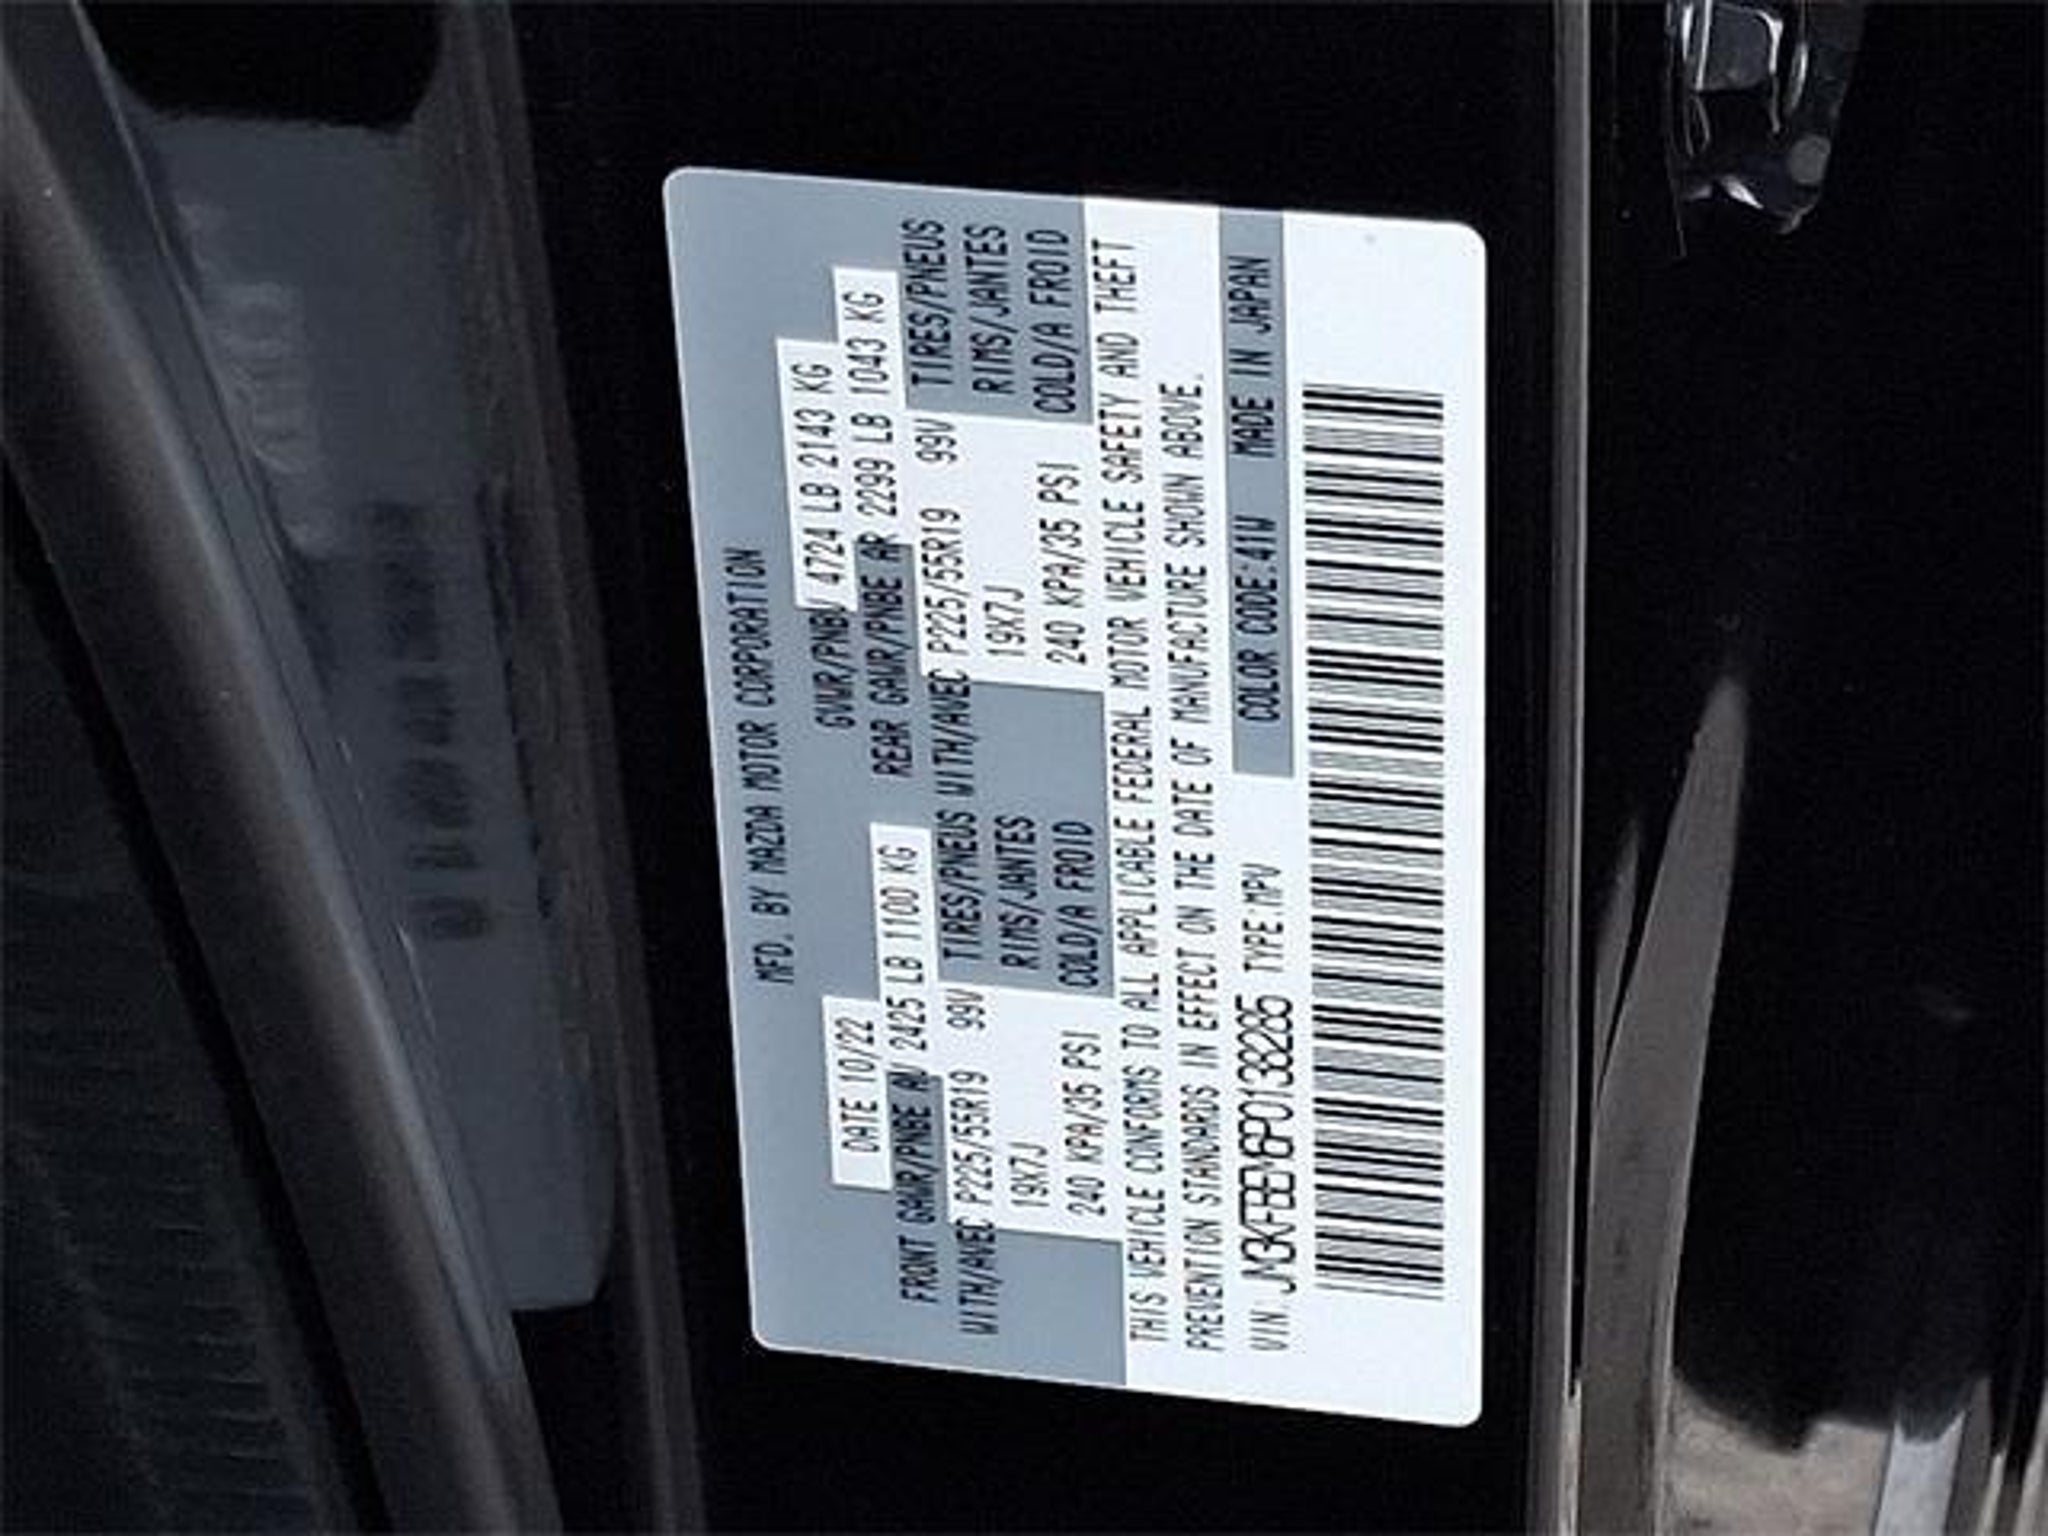 MFD. BY MAZDA MOTOR CORPORATION
DATE 10/22 GVWR/PNBV 4724 LB 2143 KG
FRONT GAWR/PNBE AV 2425 LB 1100 KG REAR GAWR/PNBE AR 2299 LB 1043 KG
WITH/AVEC P225/55R19 99V TIRES/PNEUS WITH/AVEC P225/55R19 99V TIRES/PNEUS
19X7J RIMS/JANTES 19X7J RIMS/JANTES
240 KPA/35 PSI COLD/A FROID 240 KPA/35 PSI COLD/A FROID
THIS VEHICLE CONFORMS TO ALL APPLICABLE FEDERAL MOTOR VEHICLE SAFETY AND THEFT
PREVENTION STANDARDS IN EFFECT ON THE DATE OF MANUFACTURE SHOWN ABOVE.
VIN. JM3KFBEM6P0138285 TYPE:MPV COLOR CODE:41W MADE IN JAPAN